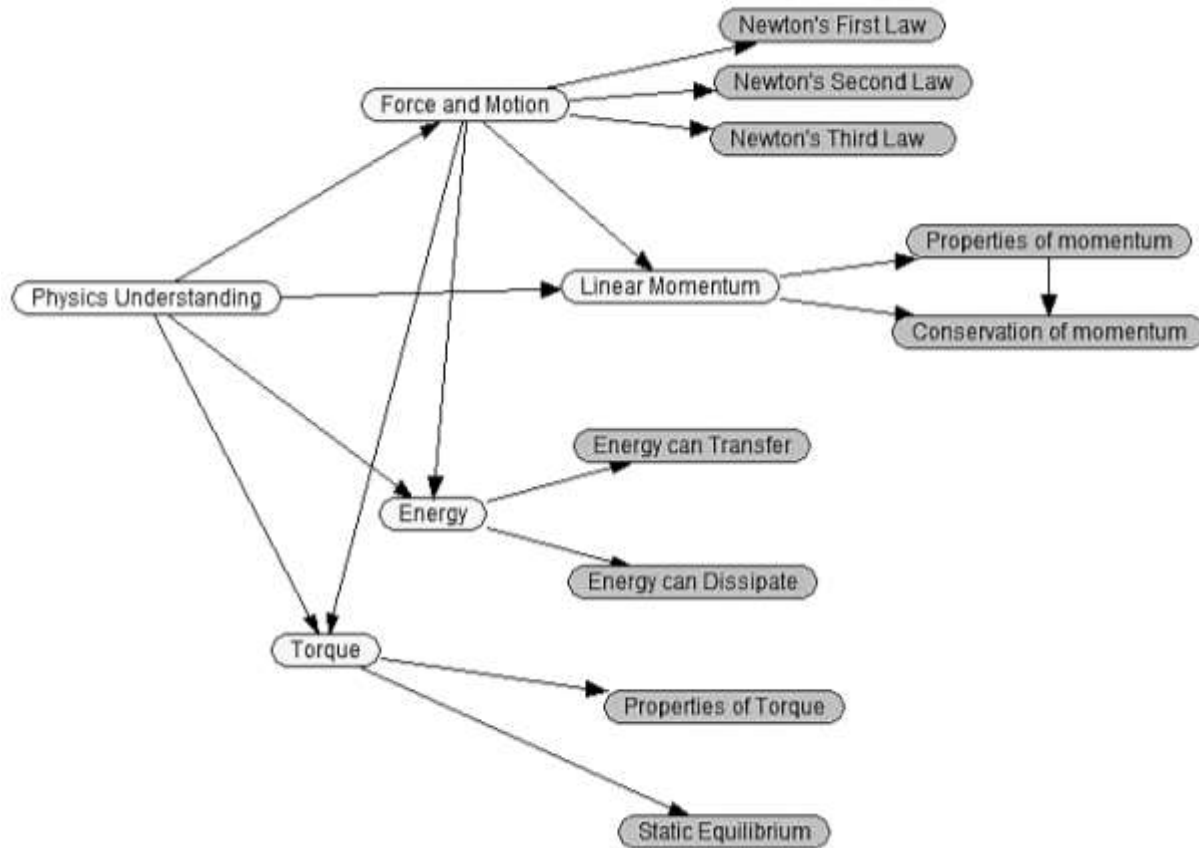 Newton's First Law
Newton's Second Law
Force and Motion
Newton's Third Law
Properties of momentum
Linear Momentum
Physics Understanding
Conservation of momentum
Energy can Transfer
Energy
Energy can Dissipate
Torque
Properties of Torque
Static Equilibrium